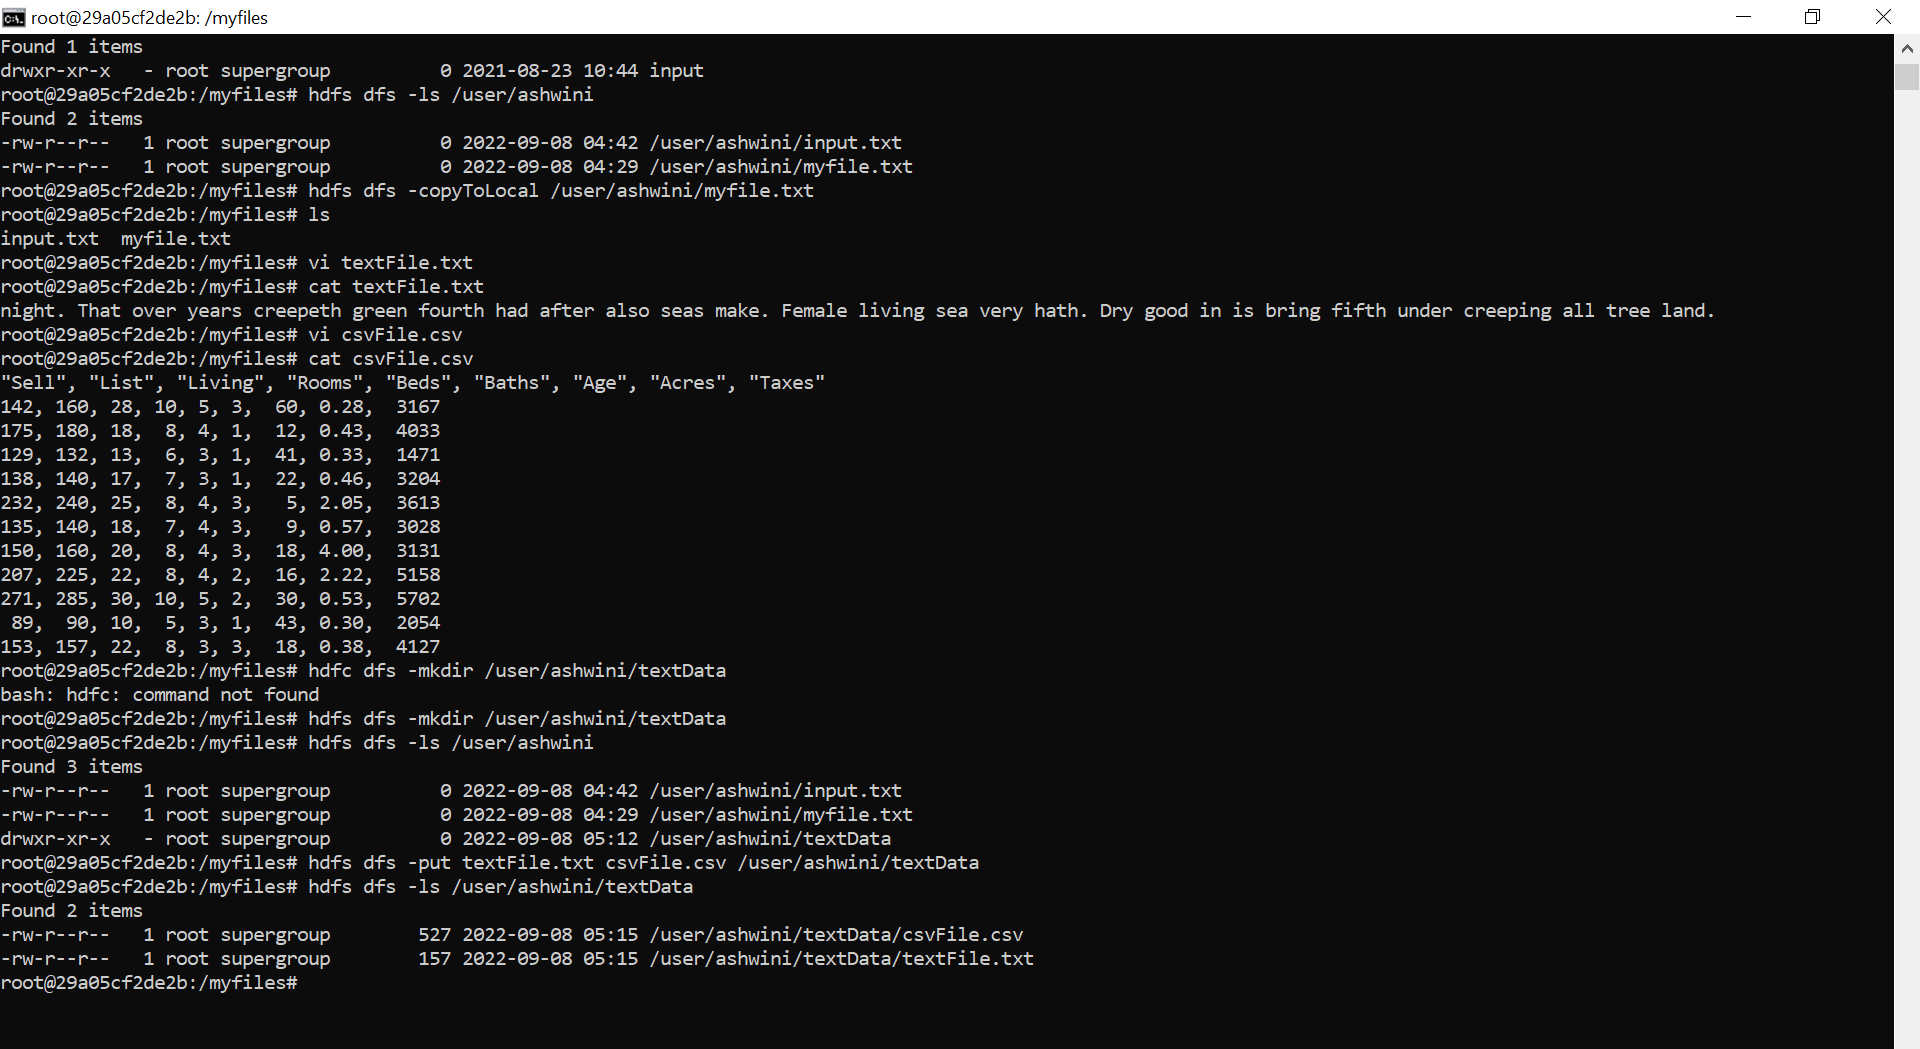 root@29a05cf2de2b: /myfiles
Found 1 items
drwxr-xr-x   - root supergroup          0 2021-08-23 10:44 input
root@29a05cf2de2b:/myfiles# hdfs dfs -ls /user/ashwini
Found 2 items
-rw-r--r--   1 root supergroup          0 2022-09-08 04:42 /user/ashwini/input.txt
-rw-r--r--   1 root supergroup          0 2022-09-08 04:29 /user/ashwini/myfile.txt
root@29a05cf2de2b:/myfiles# hdfs dfs -copyToLocal /user/ashwini/myfile.txt
root@29a05cf2de2b:/myfiles# ls
input.txt  myfile.txt
root@29a05cf2de2b:/myfiles# vi textFile.txt
root@29a05cf2de2b:/myfiles# cat textFile.txt
night. That over years creepeth green fourth had after also seas make. Female living sea very hath. Dry good in is bring fifth under creeping all tree land.
root@29a05cf2de2b:/myfiles# vi csvFile.csv
root@29a05cf2de2b:/myfiles# cat csvFile.csv
"Sell", "List", "Living", "Rooms", "Beds", "Baths", "Age", "Acres", "Taxes"
142, 160, 28, 10, 5, 3,  60, 0.28,  3167
175, 180, 18,  8, 4, 1,  12, 0.43,  4033
129, 132, 13,  6, 3, 1,  41, 0.33,  1471
138, 140, 17,  7, 3, 1,  22, 0.46,  3204
232, 240, 25,  8, 4, 3,   5, 2.05,  3613
135, 140, 18,  7, 4, 3,   9, 0.57,  3028
150, 160, 20,  8, 4, 3,  18, 4.00,  3131
207, 225, 22,  8, 4, 2,  16, 2.22,  5158
271, 285, 30, 10, 5, 2,  30, 0.53,  5702
 89,  90, 10,  5, 3, 1,  43, 0.30,  2054
153, 157, 22,  8, 3, 3,  18, 0.38,  4127
root@29a05cf2de2b:/myfiles# hdfc dfs -mkdir /user/ashwini/textData
bash: hdfc: command not found
root@29a05cf2de2b:/myfiles# hdfs dfs -mkdir /user/ashwini/textData
root@29a05cf2de2b:/myfiles# hdfs dfs -ls /user/ashwini
Found 3 items
-rw-r--r--   1 root supergroup          0 2022-09-08 04:42 /user/ashwini/input.txt
-rw-r--r--   1 root supergroup          0 2022-09-08 04:29 /user/ashwini/myfile.txt
drwxr-xr-x   - root supergroup          0 2022-09-08 05:12 /user/ashwini/textData
root@29a05cf2de2b:/myfiles# hdfs dfs -put textFile.txt csvFile.csv /user/ashwini/textData
root@29a05cf2de2b:/myfiles# hdfs dfs -ls /user/ashwini/textData
Found 2 items
-rw-r--r--   1 root supergroup        527 2022-09-08 05:15 /user/ashwini/textData/csvFile.csv
-rw-r--r--   1 root supergroup        157 2022-09-08 05:15 /user/ashwini/textData/textFile.txt
root@29a05cf2de2b:/myfiles#